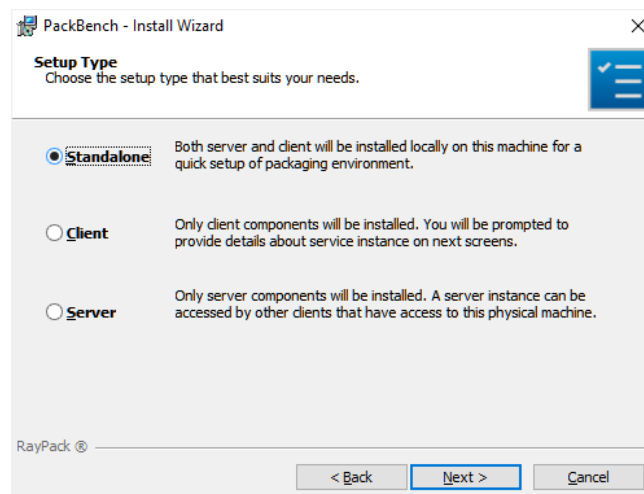 PackBench - Install Wizard
Setup Type
Choose the setup type that best suits your needs.
Standalone
Both server and client will be installed locally on this machine for a
quick setup of packaging environment.
Client
Only client components will be installed. You will be prompted to
provide details about service instance on next screens.
Server
Only server components will be installed. A server instance can be
accessed by other clients that have access to this physical machine.
RayPack ®
< Back
Next >
Cancel